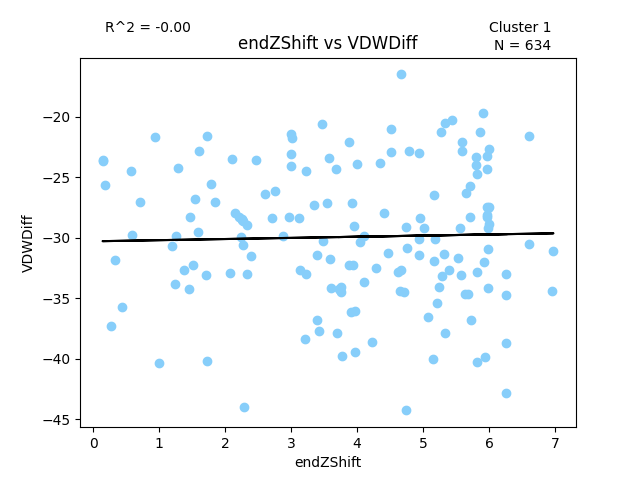 R^2 = -0.00
Cluster 1
N = 634
endZShift vs VDWDiff
VDWDiff
−20
−25
−30
−35
−40
−45
0 1 2 3 4 5 6 7
endZShift